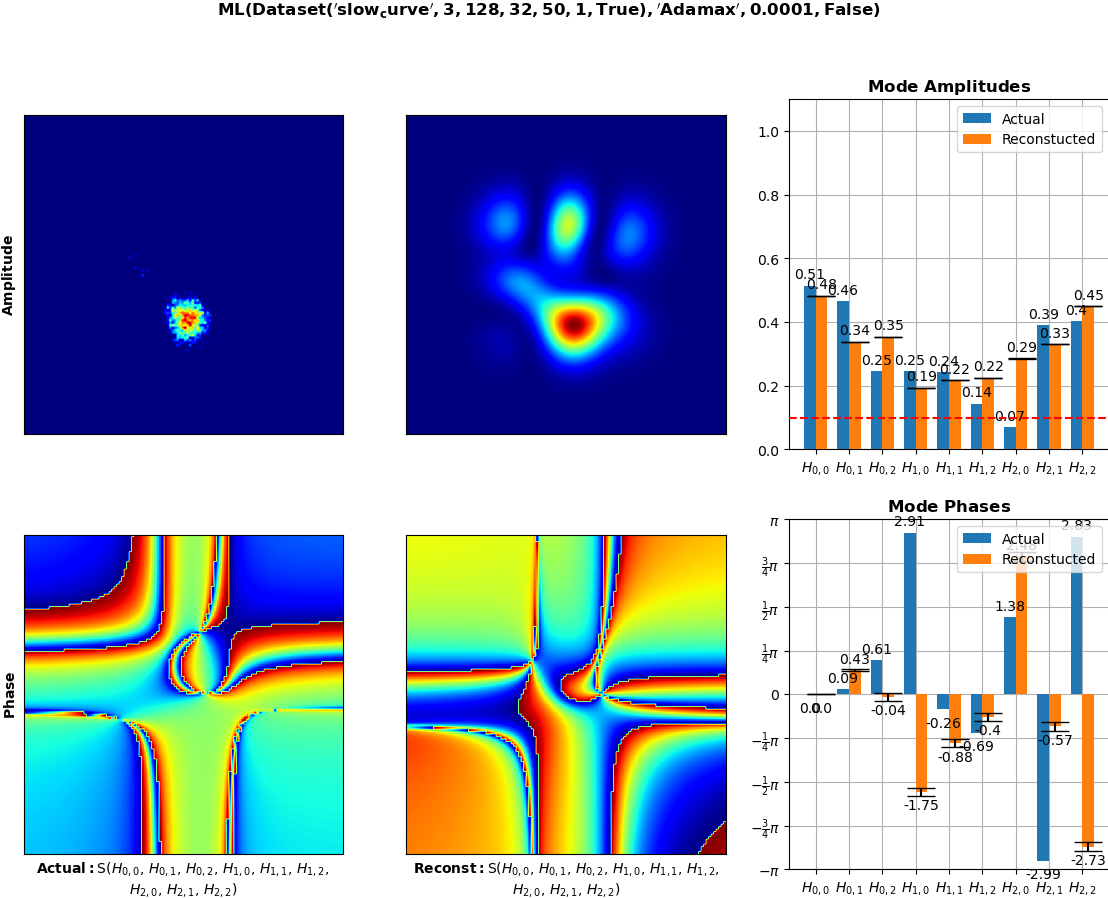 ML(Dataset('slow_curve', 3, 128, 32, 50, 1, True),'Adamax', 0.0001, False)
Amplitude
Mode Amplitudes
Actual
Reconstucted
1.0
0.8
0.6
0.4
0.2
0.0
0.51
0.48
0.46
0.34
0.25
0.35
0.25
0.19
0.24
0.22
0.14
0.22
0.07
0.29
0.39
0.33
0.4
0.45
H0,0 H0,1 H0,2 H1,0 H1,1 H1,2 H2,0 H2,1 H2,2
Phase
Mode Phases
Actual
Reconstucted
π
3/4π
1/2π
1/4π
0
−1/4π
−1/2π
−3/4π
−π
0.0
0.0
0.09
0.43
0.61
-0.04
2.91
-1.75
-0.26
-0.88
-0.69
-0.4
1.38
2.48
-2.99
-0.57
2.83
-2.73
H0,0 H0,1 H0,2 H1,0 H1,1 H1,2 H2,0 H2,1 H2,2
Actual: S(H0,0, H0,1, H0,2, H1,0, H1,1, H1,2,
H2,0, H2,1, H2,2)
Reconst: S(H0,0, H0,1, H0,2, H1,0, H1,1, H1,2,
H2,0, H2,1, H2,2)